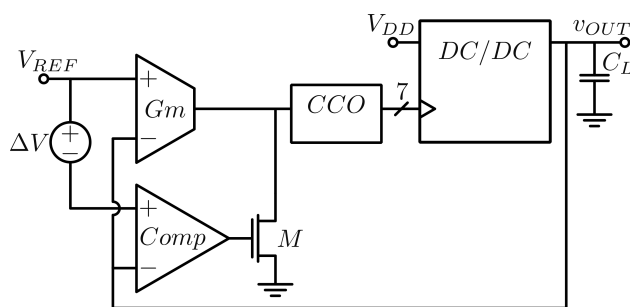 V_DD
v_OUT
DC/DC
C_L
V_REF
+
Gm
−
CCO
7
ΔV
+
−
+
Comp
−
M